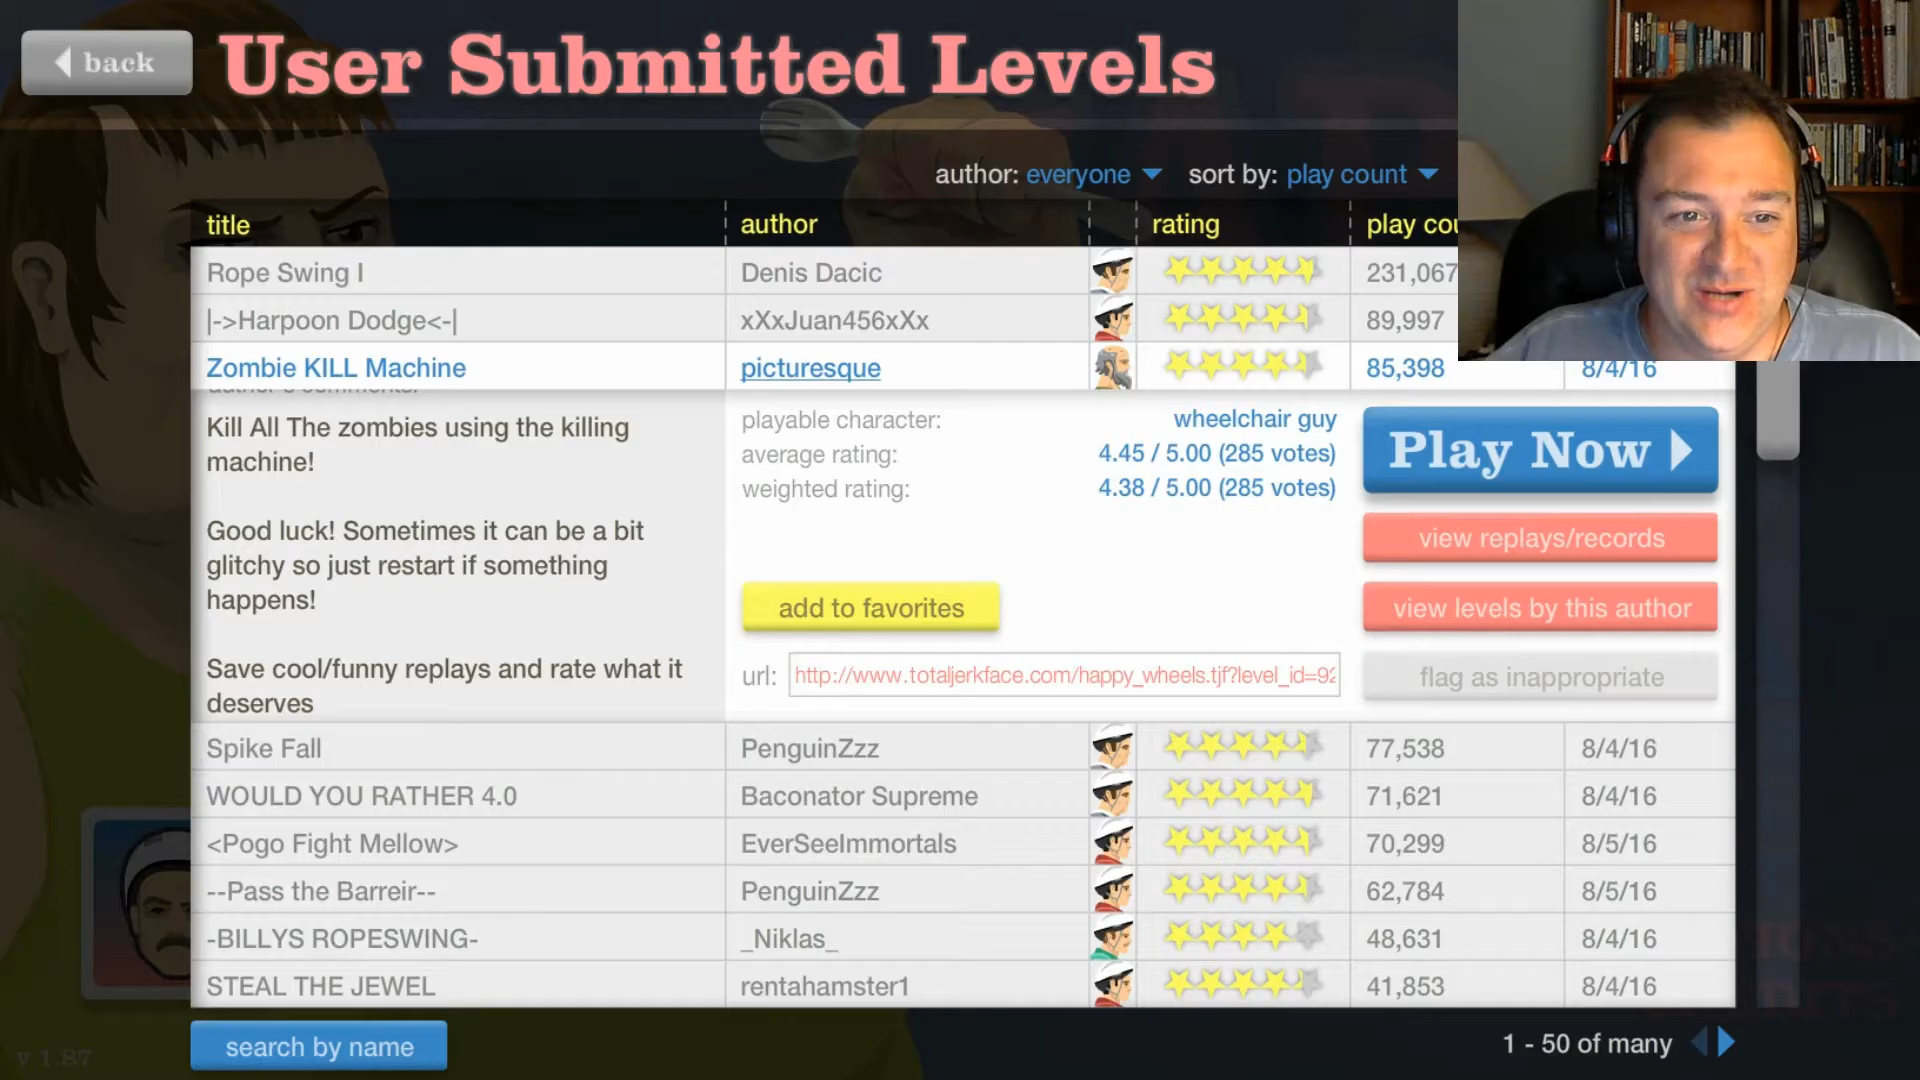 back
User Submitted Levels
author: everyone sort by: play count
title author rating play cou
Rope Swing I Denis Dacic 231,067
|->Harpoon Dodge<-| xXxJuan456xXx 89,997
Zombie KILL Machine picturesque 85,398 8/4/16
author's comments:
Kill All The zombies using the killing
machine!
Good luck! Sometimes it can be a bit
glitchy so just restart if something
happens!
Save cool/funny replays and rate what it
deserves
playable character: wheelchair guy
average rating: 4.45 / 5.00 (285 votes)
weighted rating: 4.38 / 5.00 (285 votes)
add to favorites
url: http://www.totaljerkface.com/happy_wheels.tjf?level_id=92
Play Now
view replays/records
view levels by this author
flag as inappropriate
Spike Fall PenguinZzz 77,538 8/4/16
WOULD YOU RATHER 4.0 Baconator Supreme 71,621 8/4/16
<Pogo Fight Mellow> EverSeeImmortals 70,299 8/5/16
--Pass the Barreir-- PenguinZzz 62,784 8/5/16
-BILLYS ROPESWING- _Niklas_ 48,631 8/4/16
STEAL THE JEWEL rentahamster1 41,853 8/4/16
search by name
1 - 50 of many
v 1.87